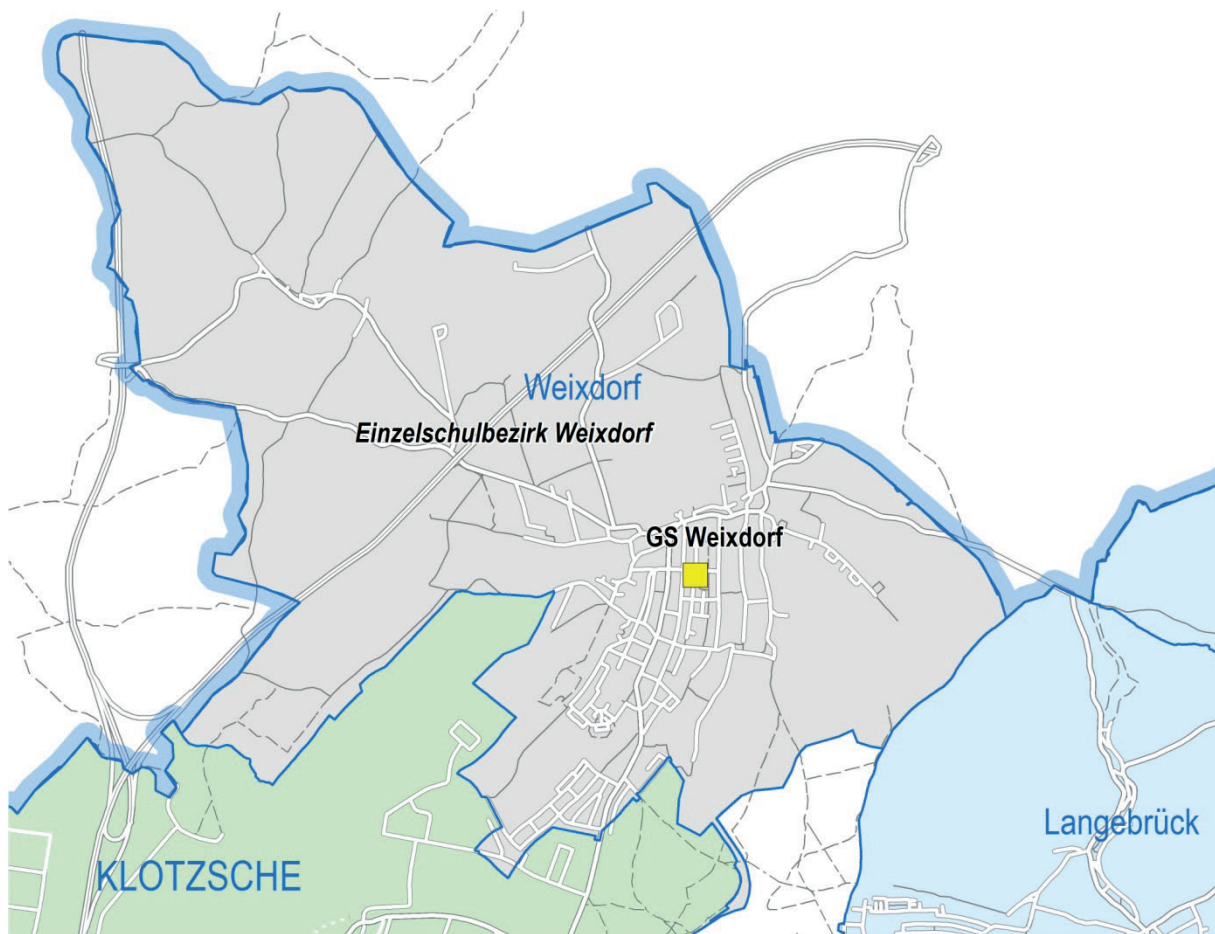 Weixdorf
Einzelschulbezirk Weixdorf
GS Weixdorf
Langebrück
KLOTZSCHE